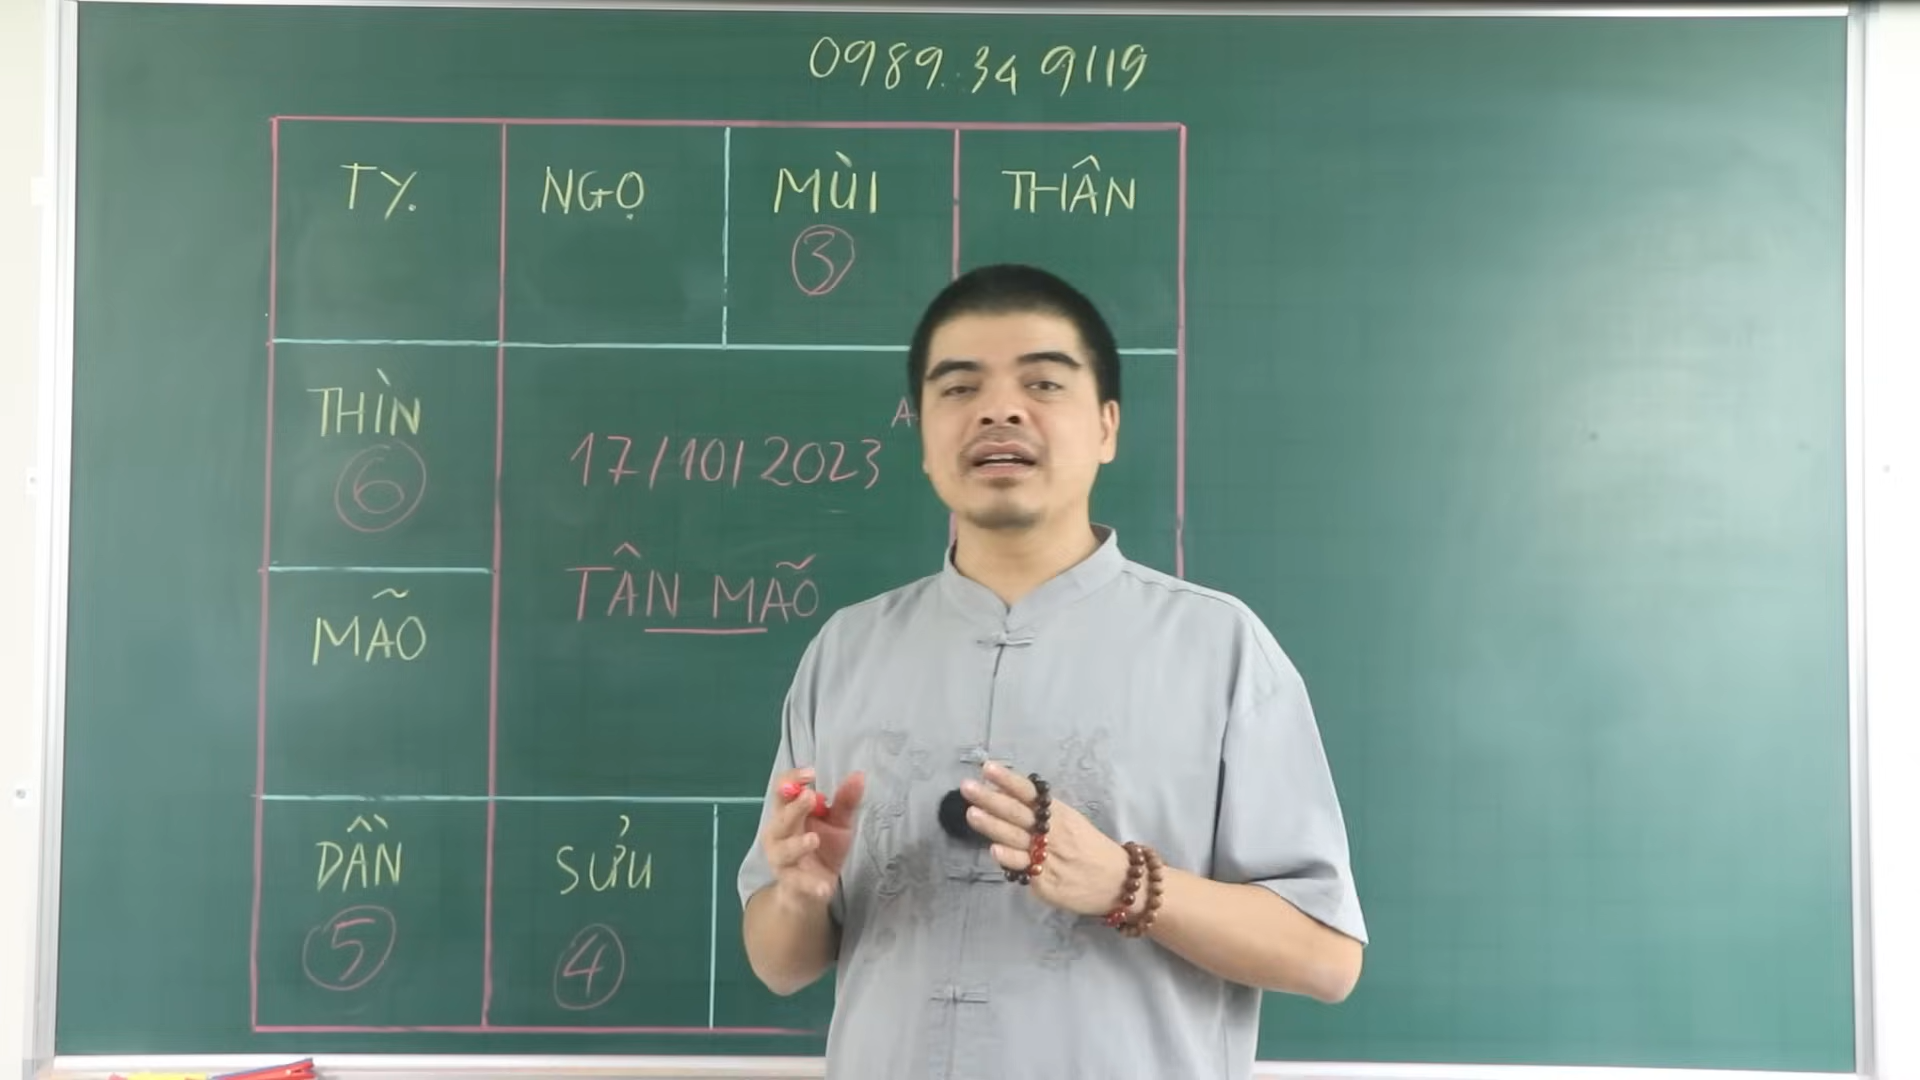 0989.34 9119
TỴ NGỌ MÙI THÂN
3
THÌN
6
A
17/10/2023
TÂN MÃO
MÃO
DẦN SỬU
5 4